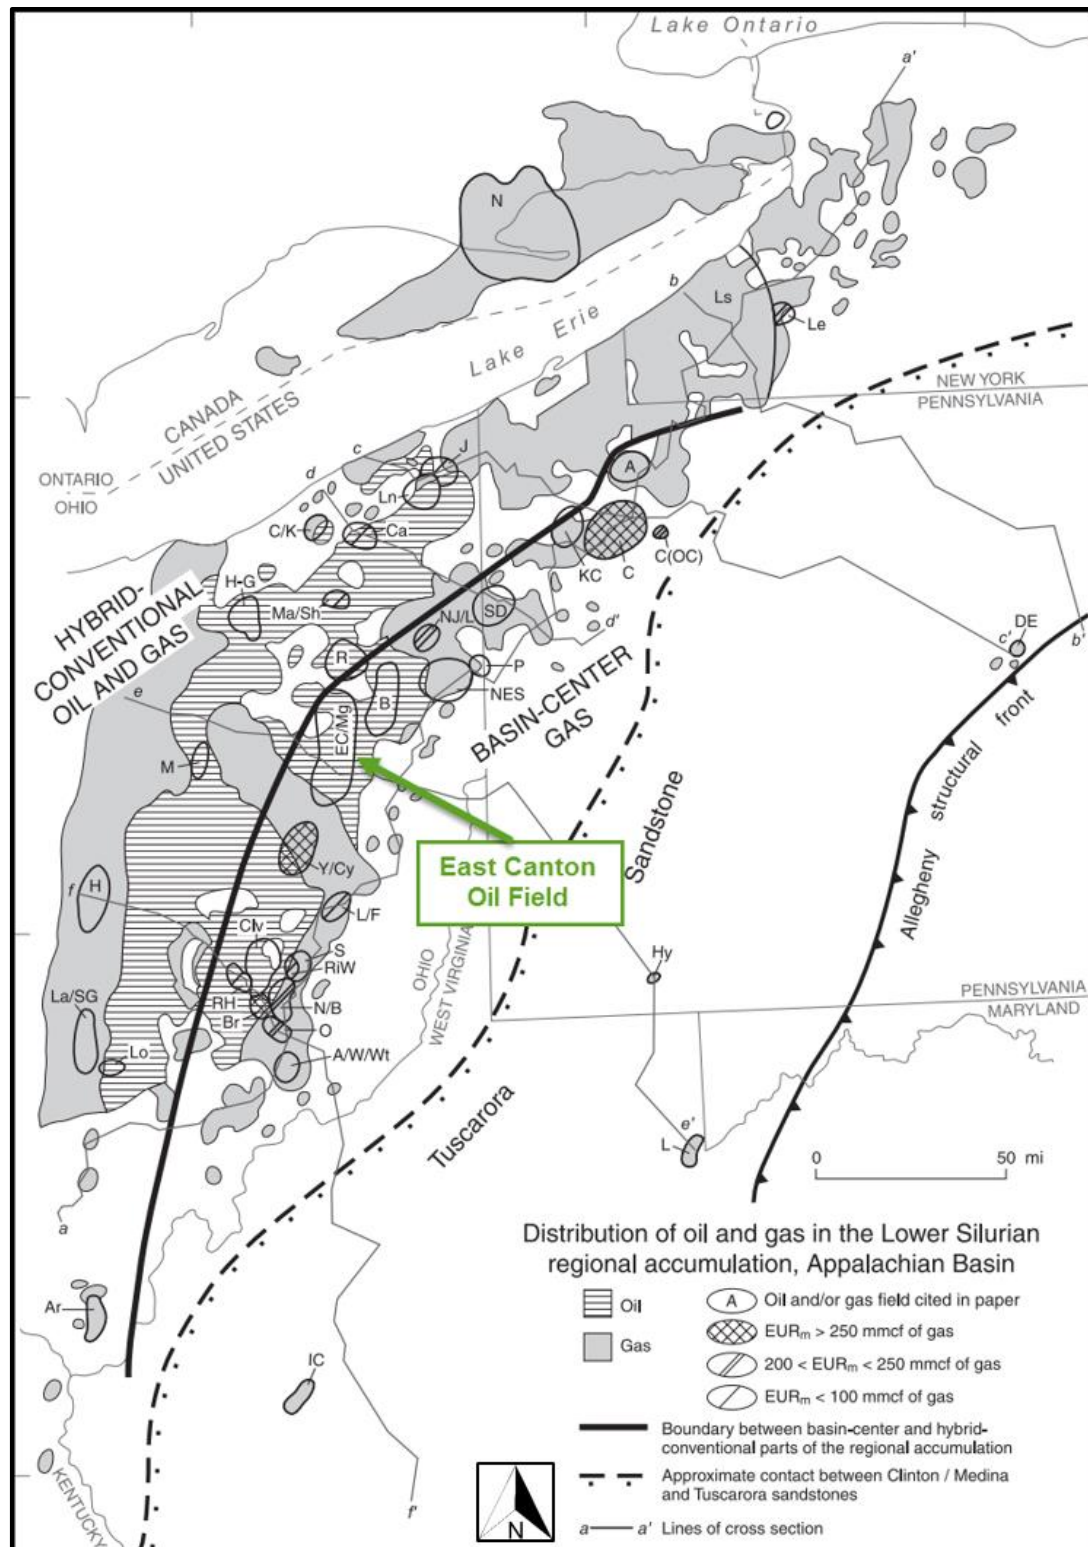 Lake Ontario
a'
N
b
Ls
Le
Lake Erie
NEW YORK
PENNSYLVANIA
CANADA
UNITED STATES
ONTARIO
OHIO
c
J
d
Ln
A
C/K
Ca
KC
C
C(OC)
HYBRID-
CONVENTIONAL
OIL AND GAS
H-G
Ma/Sh
NJ/L
SD
d'
DE
c'
b'
R
P
B
NES
e
EC/Mg
BASIN-CENTER
GAS
M
Allegheny structural front
East Canton
Oil Field
Tuscarora Sandstone
Y/Cy
H
f
L/F
Clv
S
RiW
Hy
OHIO
WEST VIRGINIA
PENNSYLVANIA
MARYLAND
La/SG
RH
N/B
Br
O
Lo
A/W/Wt
e'
L
0 50 mi
a
Ar
IC
f'
KENTUCKY
Distribution of oil and gas in the Lower Silurian
regional accumulation, Appalachian Basin
Oil
Gas
A Oil and/or gas field cited in paper
EURm > 250 mmcf of gas
200 < EURm < 250 mmcf of gas
EURm < 100 mmcf of gas
Boundary between basin-center and hybrid-
conventional parts of the regional accumulation
Approximate contact between Clinton / Medina
and Tuscarora sandstones
a a' Lines of cross section
N